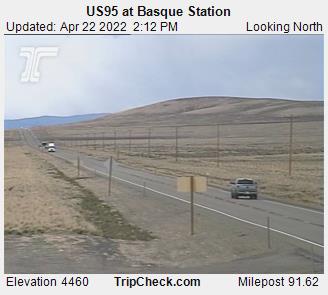 US95 at Basque Station
Updated: Apr 22 2022 2:12 PM Looking North
Elevation 4460 TripCheck.com Milepost 91.62